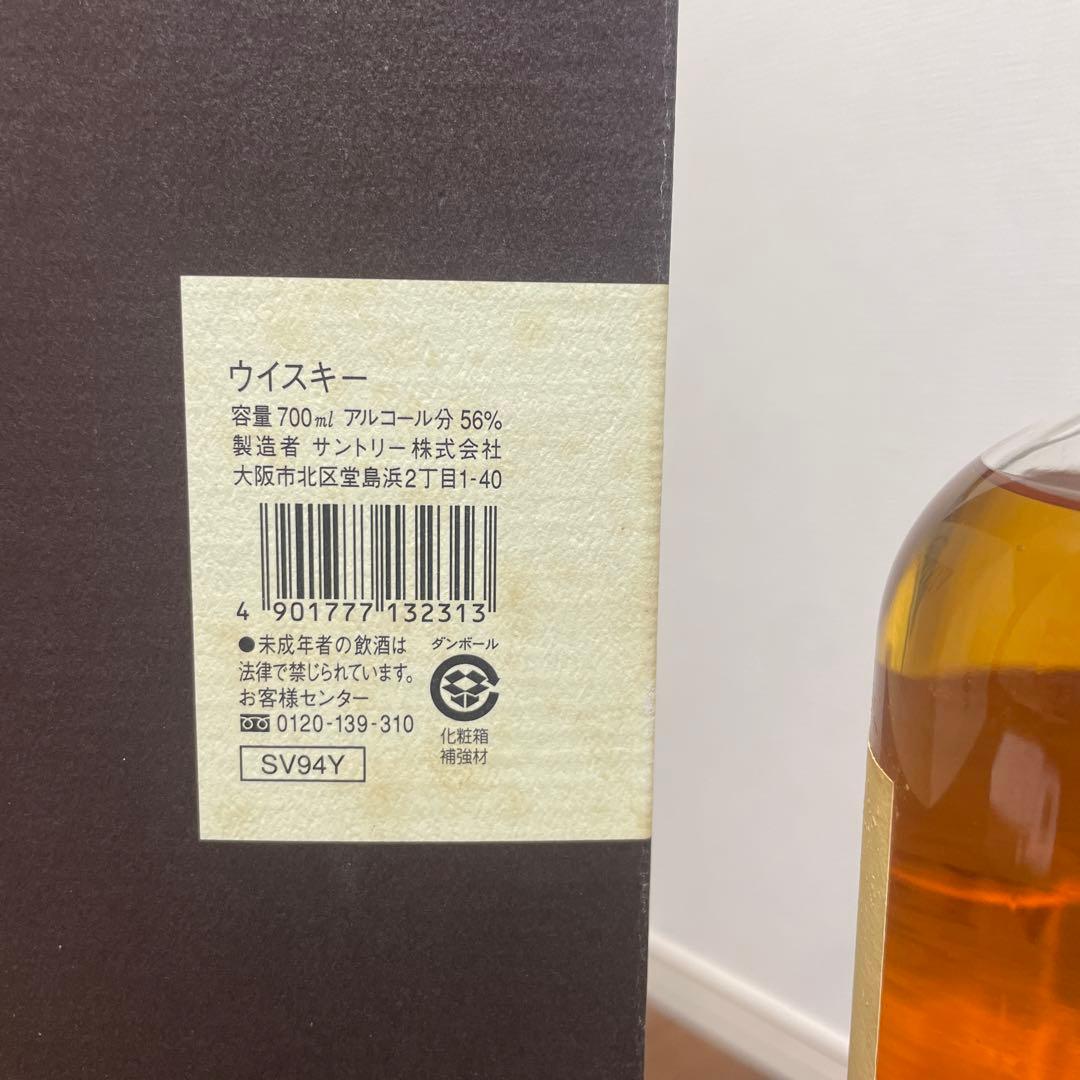 ウイスキー
容量 700㎖ アルコール分 56%
製造者 サントリー株式会社
大阪市北区堂島浜2丁目1-40
4 901777 132313
●未成年者の飲酒は
法律で禁じられています。
お客様センター
0120-139-310
SV94Y
ダンボール
化粧箱
補強材